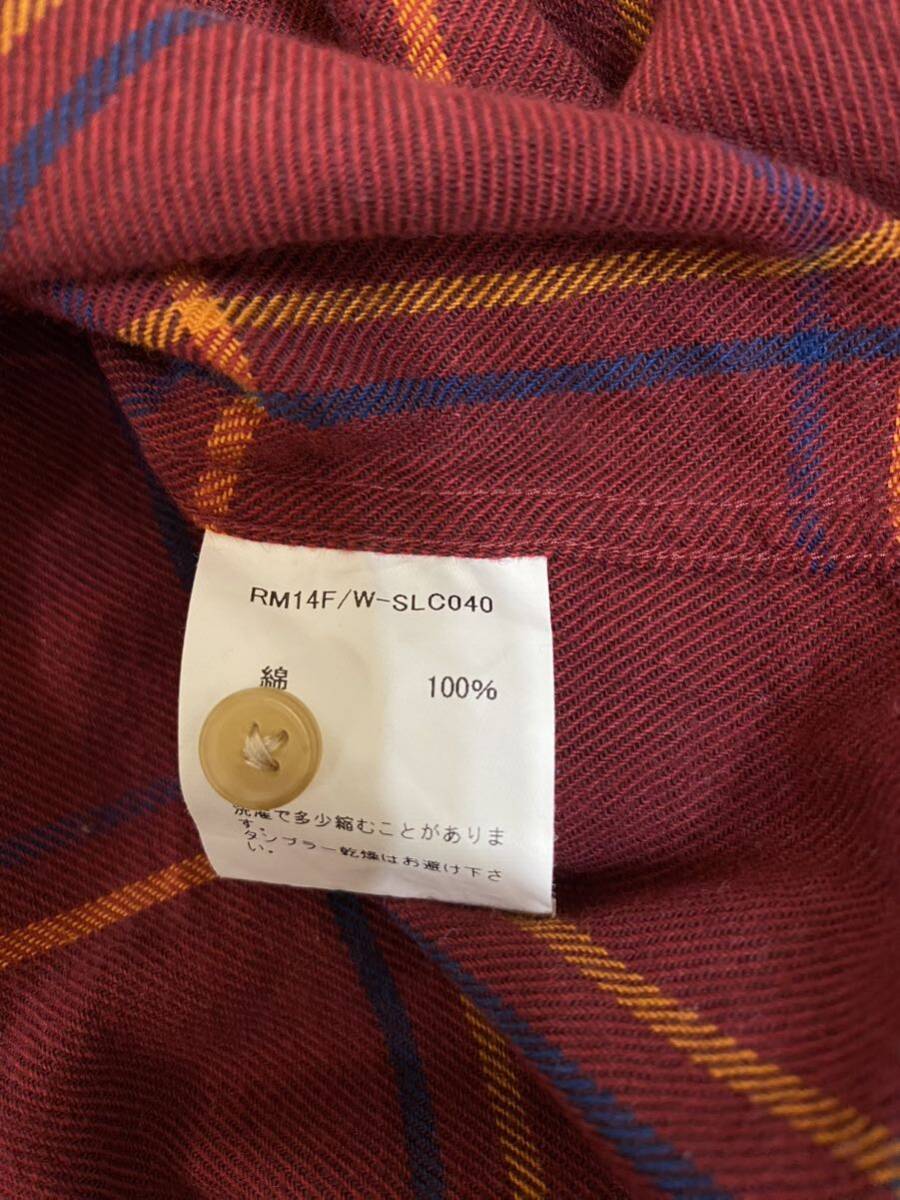 RM14F/W-SLC040
綿 100%
洗濯で多少縮むことがありま
す。
タンブラー乾燥はお避け下さ
い。